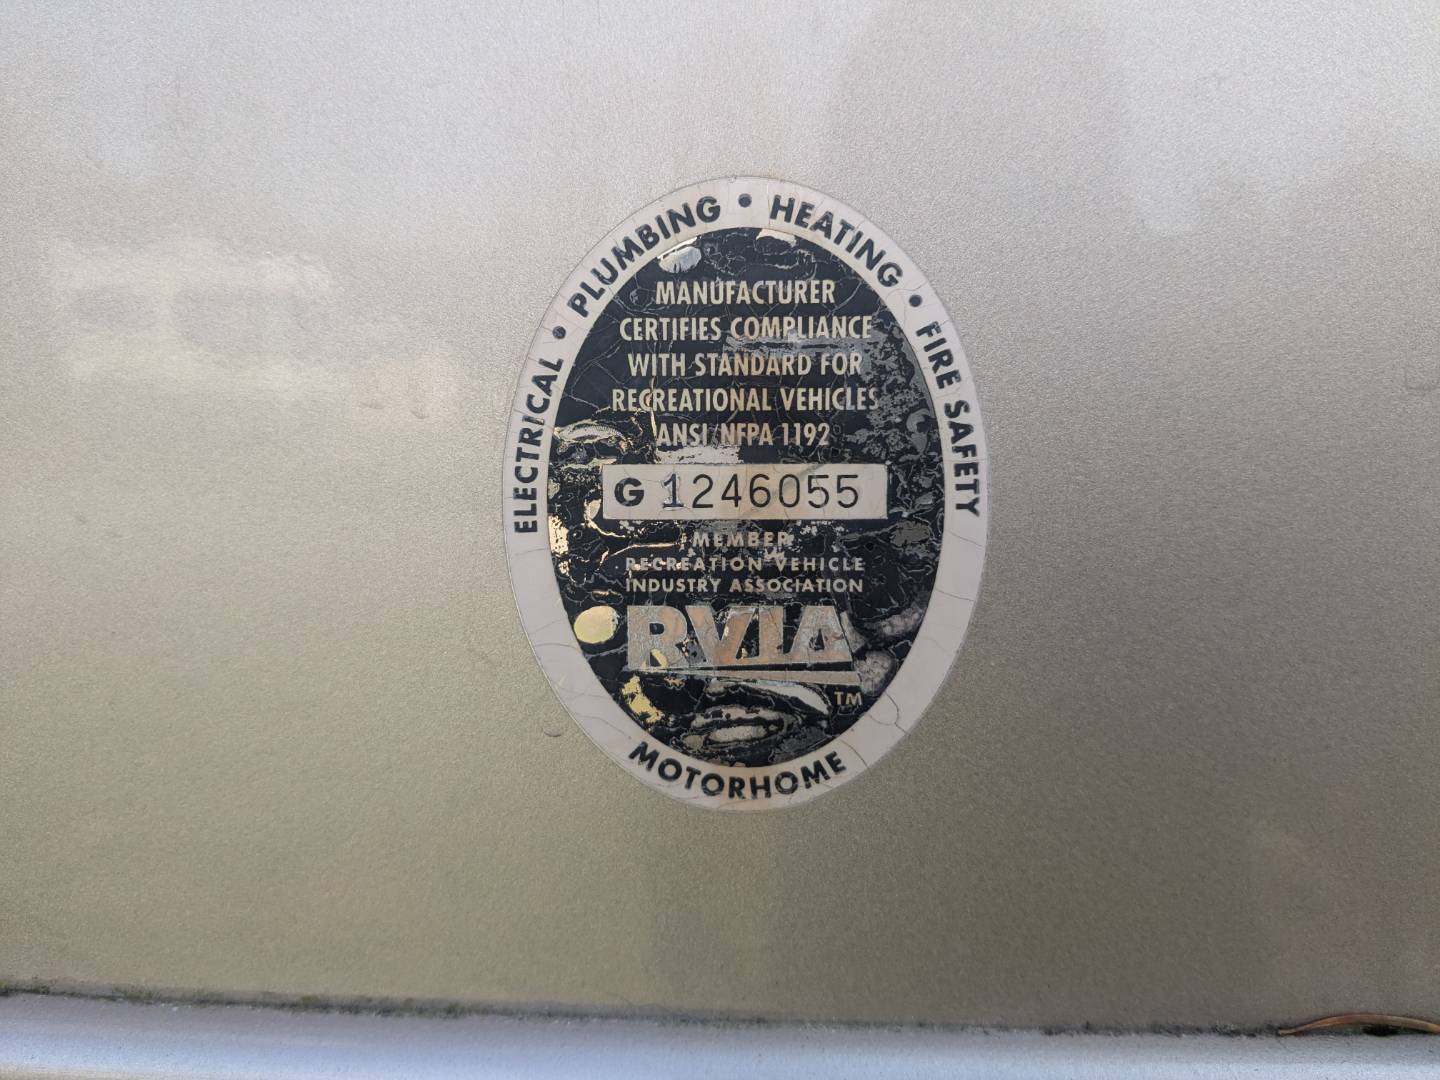 ELECTRICAL • PLUMBING • HEATING • FIRE SAFETY
MANUFACTURER
CERTIFIES COMPLIANCE
WITH STANDARD FOR
RECREATIONAL VEHICLES
ANSI/NFPA 1192
G 1246055
MEMBER
RECREATION VEHICLE
INDUSTRY ASSOCIATION
RVIA
TM
MOTORHOME